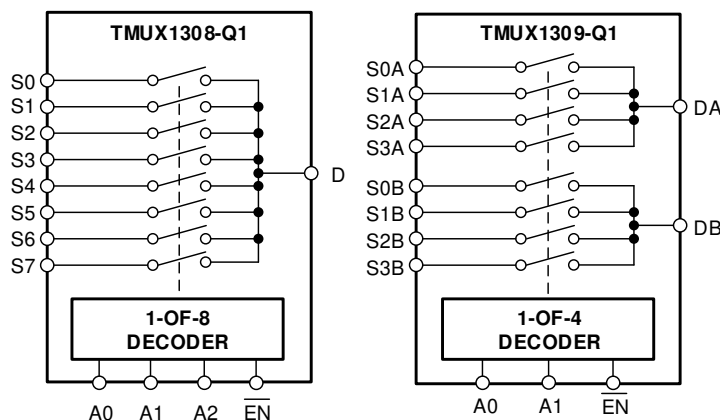 TMUX1308-Q1
S0
S1
S2
S3
S4
S5
S6
S7
D
1-OF-8
DECODER
A0 A1 A2 EN
TMUX1309-Q1
S0A
S1A
S2A
S3A
DA
S0B
S1B
S2B
S3B
DB
1-OF-4
DECODER
A0 A1 EN